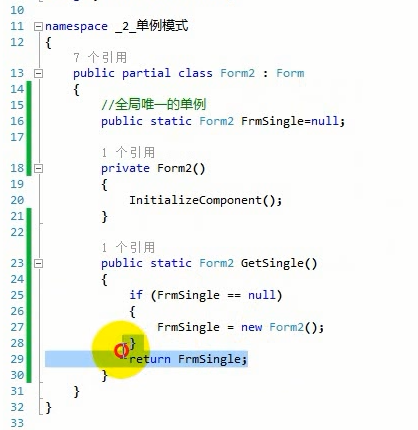 10
11 namespace _2_单例模式
12 {
7 个引用
13 public partial class Form2 : Form
14 {
15 //全局唯一的单例
16 public static Form2 FrmSingle=null;
17
1 个引用
18 private Form2()
19 {
20 InitializeComponent();
21 }
22
1 个引用
23 public static Form2 GetSingle()
24 {
25 if (FrmSingle == null)
26 {
27 FrmSingle = new Form2();
28 }
29 return FrmSingle;
30 }
31 }
32 }
33